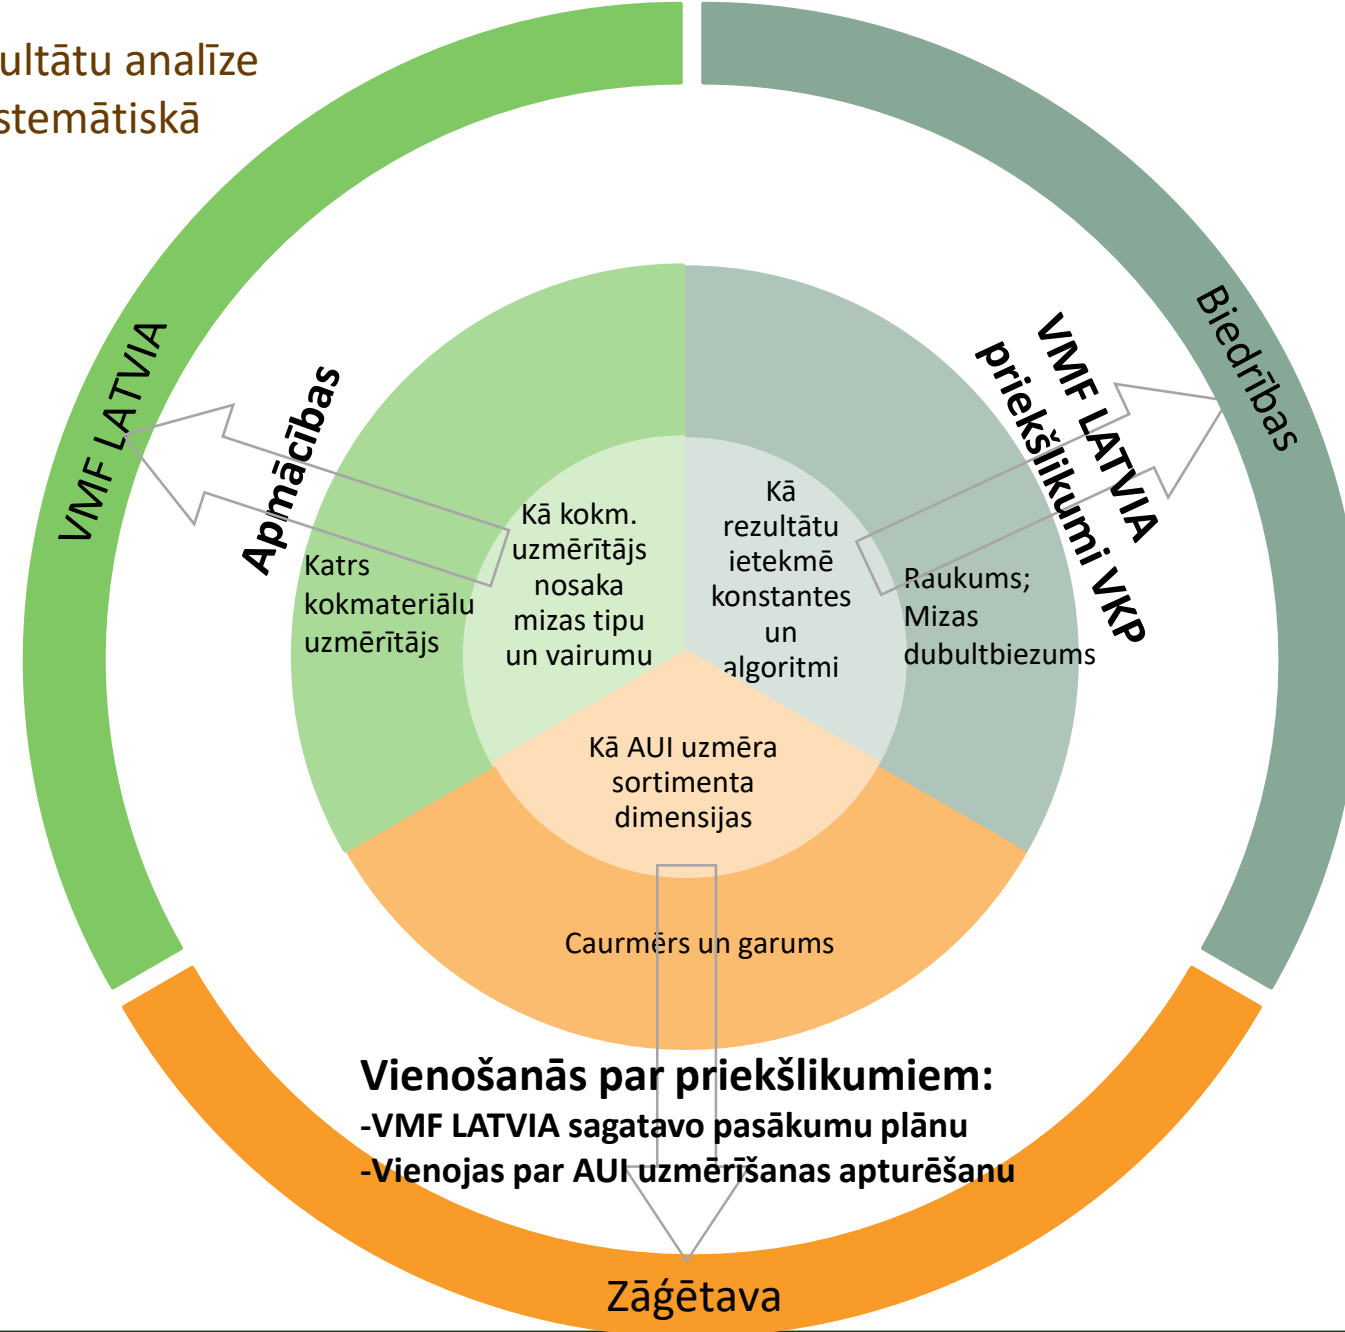 ultātu analīze
stemātiskā
VMF LATVIA
Apmācības
Katrs
kokmateriālu
uzmērītājs
Kā kokm.
uzmērītājs
nosaka
mizas tipu
un vairumu
Kā
rezultātu
ietekmē
konstantes
un
algoritmi
Raukums;
Mizas
dubultbiezums
VMF LATVIA
priekšlikumi VKP
Biedrības
Kā AUI uzmēra
sortimenta
dimensijas
Caurmērs un garums
Vienošanās par priekšlikumiem:
-VMF LATVIA sagatavo pasākumu plānu
-Vienojas par AUI uzmērīšanas apturēšanu
Zāģētava